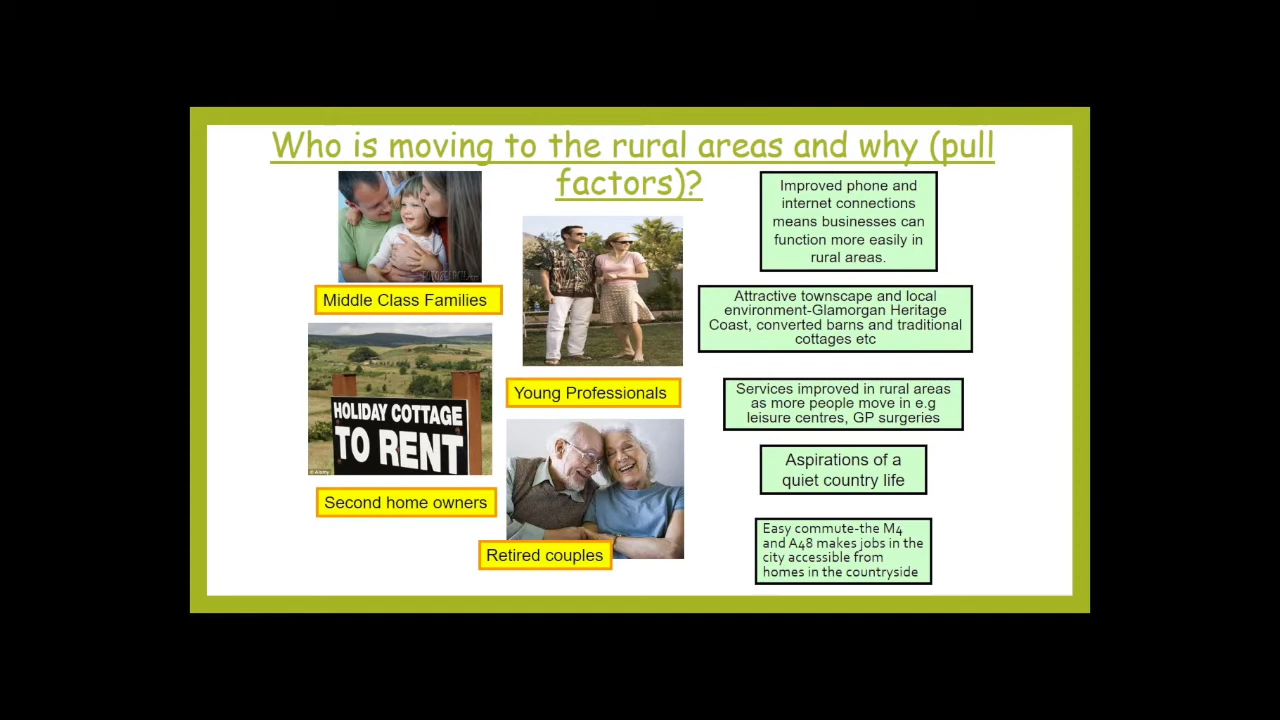 Who is moving to the rural areas and why (pull
factors)?
Middle Class Families
HOLIDAY COTTAGE
TO RENT
Second home owners
Young Professionals
Retired couples
Improved phone and
internet connections
means businesses can
function more easily in
rural areas.
Attractive townscape and local
environment-Glamorgan Heritage
Coast, converted barns and traditional
cottages etc
Services improved in rural areas
as more people move in e.g
leisure centres, GP surgeries
Aspirations of a
quiet country life
Easy commute-the M4
and A48 makes jobs in the
city accessible from
homes in the countryside